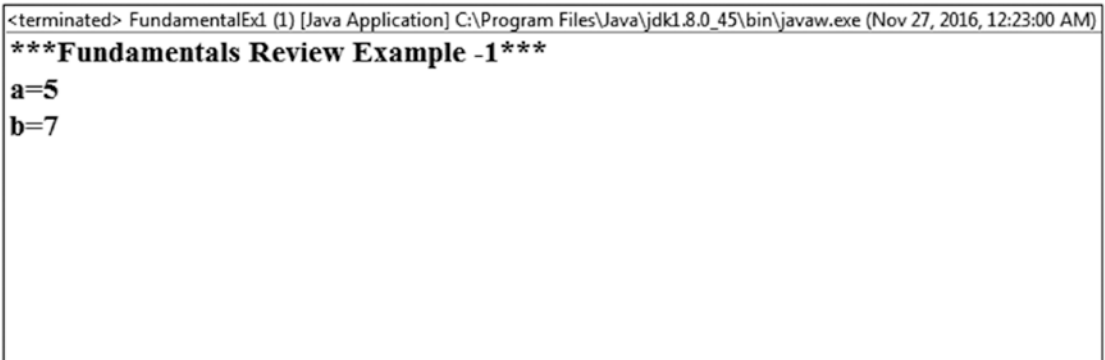 <terminated> FundamentalEx1 (1) [Java Application] C:\Program Files\Java\jdk1.8.0_45\bin\javaw.exe (Nov 27, 2016, 12:23:00 AM)
***Fundamentals Review Example -1***
a=5
b=7